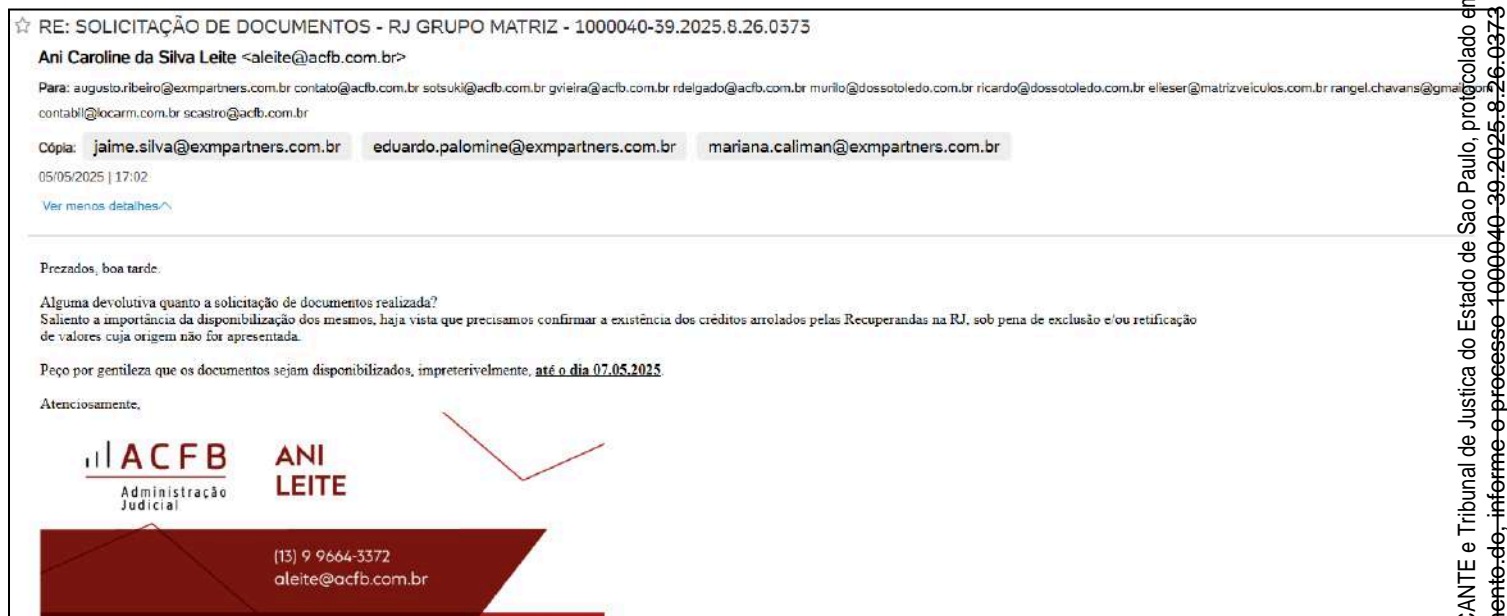 RE: SOLICITAÇÃO DE DOCUMENTOS - RJ GRUPO MATRIZ - 1000040-39.2025.8.26.0373
Ani Caroline da Silva Leite <aleite@acfb.com.br>
Para: augusto.ribeiro@exmpartners.com.br contato@acfb.com.br sotsuki@acfb.com.br gvieira@acfb.com.br rdelgado@acfb.com.br murilo@dossotoledo.com.br ricardo@dossotoledo.com.br elieser@matrizveiculos.com.br rangel.chavans@gmail.com
contabil@locarm.com.br scastro@acfb.com.br
Cópia: jaime.silva@exmpartners.com.br eduardo.palomine@exmpartners.com.br mariana.caliman@exmpartners.com.br
05/05/2025 | 17:02
Ver menos detalhes
Prezados, boa tarde.
Alguma devolutiva quanto a solicitação de documentos realizada?
Saliento a importância da disponibilização dos mesmos, haja vista que precisamos confirmar a existência dos créditos arrolados pelas Recuperandas na RJ, sob pena de exclusão e/ou retificação
de valores cuja origem não for apresentada.
Peço por gentileza que os documentos sejam disponibilizados, impreterivelmente, até o dia 07.05.2025.
Atenciosamente,
ACFB
Administração
Judicial
ANI
LEITE
(13) 9 9664-3372
aleite@acfb.com.br
CANTE e Tribunal de Justica do Estado de Sao Paulo, protocolado em
ento.do, informe o processo 1000040-39.2025.8.26.0373